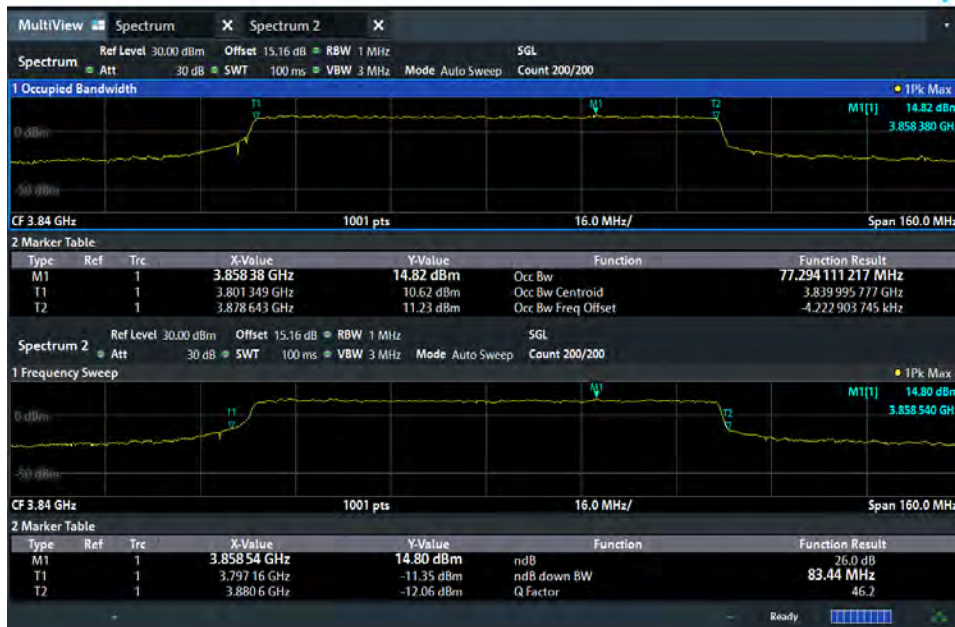 MultiView Spectrum X Spectrum 2 X
Spectrum Ref Level 30.00 dBm Offset 15.16 dB RBW 1 MHz SGL
Att 30 dB SWT 100 ms VBW 3 MHz Mode Auto Sweep Count 200/200
1 Occupied Bandwidth 1Pk Max
T1 M1 T2 M1[1] 14.82 dBm
0 dBm 3.858 380 GH
-50 dBm
CF 3.84 GHz 1001 pts 16.0 MHz/ Span 160.0 MHz
2 Marker Table
Type Ref Trc X-Value Y-Value Function Function Result
M1 1 3.858 38 GHz 14.82 dBm Occ Bw 77.294 111 217 MHz
T1 1 3.801 349 GHz 10.62 dBm Occ Bw Centroid 3.839 995 777 GHz
T2 1 3.878 643 GHz 11.23 dBm Occ Bw Freq Offset -4.222 903 745 kHz
Spectrum 2 Ref Level 30.00 dBm Offset 15.16 dB RBW 1 MHz SGL
Att 30 dB SWT 100 ms VBW 3 MHz Mode Auto Sweep Count 200/200
1 Frequency Sweep 1Pk Max
M1 M1[1] 14.80 dBm
0 dBm T1 T2 3.858 540 GH
-50 dBm
CF 3.84 GHz 1001 pts 16.0 MHz/ Span 160.0 MHz
2 Marker Table
Type Ref Trc X-Value Y-Value Function Function Result
M1 1 3.858 54 GHz 14.80 dBm ndB 26.0 dB
T1 1 3.797 16 GHz -11.35 dBm ndB down BW 83.44 MHz
T2 1 3.880 6 GHz -12.06 dBm Q Factor 46.2
Ready